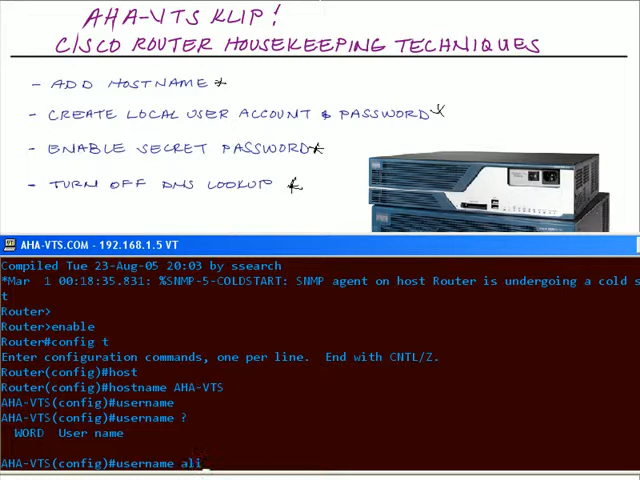 AHA-VTS KLIP!
CISCO ROUTER HOUSEKEEPING TECHNIQUES
- ADD HOSTNAME *
- CREATE LOCAL USER ACCOUNT & PASSWORD *
- ENABLE SECRET PASSWORD *
- TURN OFF DNS LOOKUP *
AHA-VTS.COM - 192.168.1.5 VT
Compiled Tue 23-Aug-05 20:03 by ssearch
*Mar  1 00:18:35.831: %SNMP-5-COLDSTART: SNMP agent on host Router is undergoing a cold s
t
Router>
Router>enable
Router#config t
Enter configuration commands, one per line.  End with CNTL/Z.
Router(config)#host
Router(config)#hostname AHA-VTS
AHA-VTS(config)#username
AHA-VTS(config)#username ?
  WORD  User name
AHA-VTS(config)#username ali